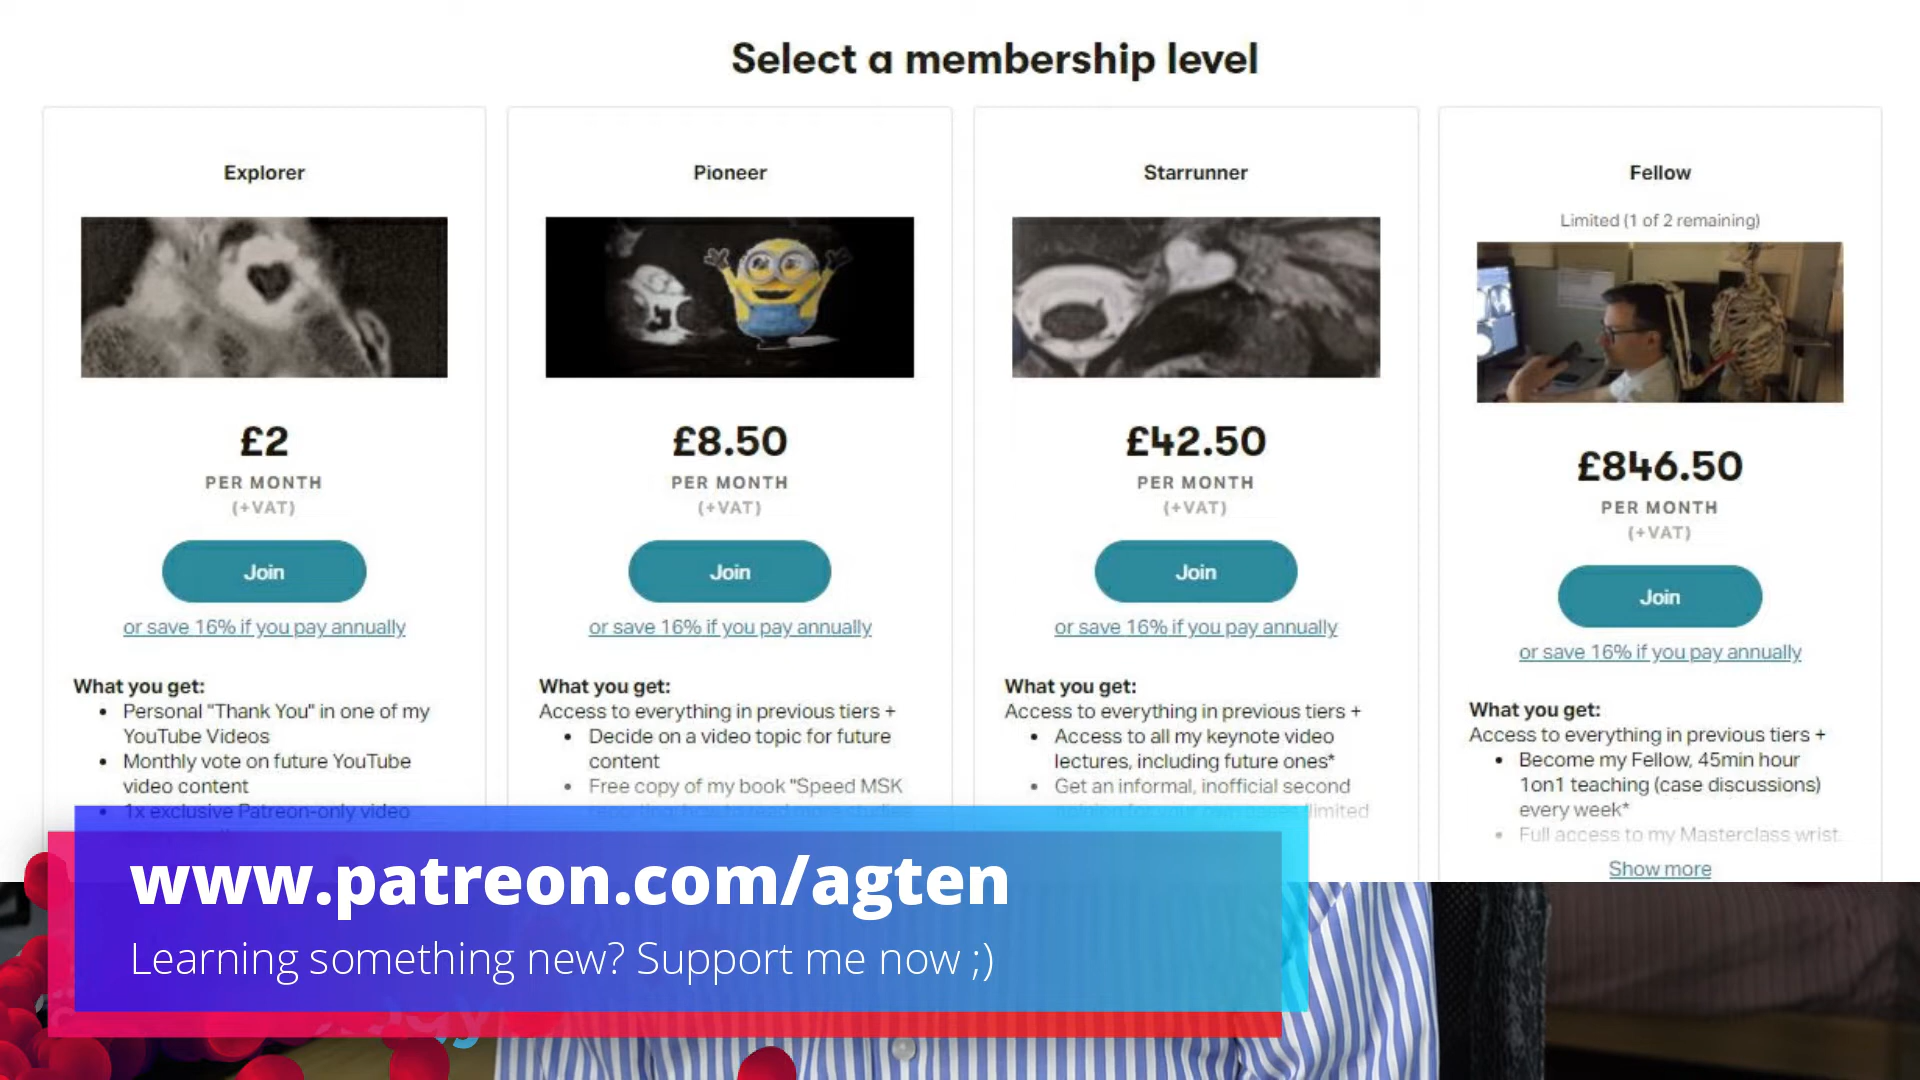 Select a membership level
Explorer
£2
PER MONTH
(+VAT)
Join
or save 16% if you pay annually
What you get:
• Personal "Thank You" in one of my
YouTube Videos
• Monthly vote on future YouTube
video content
• 1x exclusive Patreon-only video
Pioneer
£8.50
PER MONTH
(+VAT)
Join
or save 16% if you pay annually
What you get:
Access to everything in previous tiers +
• Decide on a video topic for future
content
• Free copy of my book "Speed MSK
Starrunner
£42.50
PER MONTH
(+VAT)
Join
or save 16% if you pay annually
What you get:
Access to everything in previous tiers +
• Access to all my keynote video
lectures, including future ones*
• Get an informal, inofficial second
limited
Fellow
Limited (1 of 2 remaining)
£846.50
PER MONTH
(+VAT)
Join
or save 16% if you pay annually
What you get:
Access to everything in previous tiers +
• Become my Fellow, 45min hour
1on1 teaching (case discussions)
every week*
• Full access to my Masterclass wrist.
Show more
www.patreon.com/agten
Learning something new? Support me now ;)